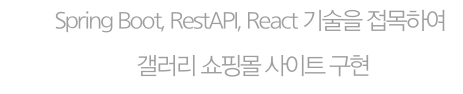 Spring Boot, RestAPI, React 기술을 접목하여
갤러리 쇼핑몰 사이트 구현